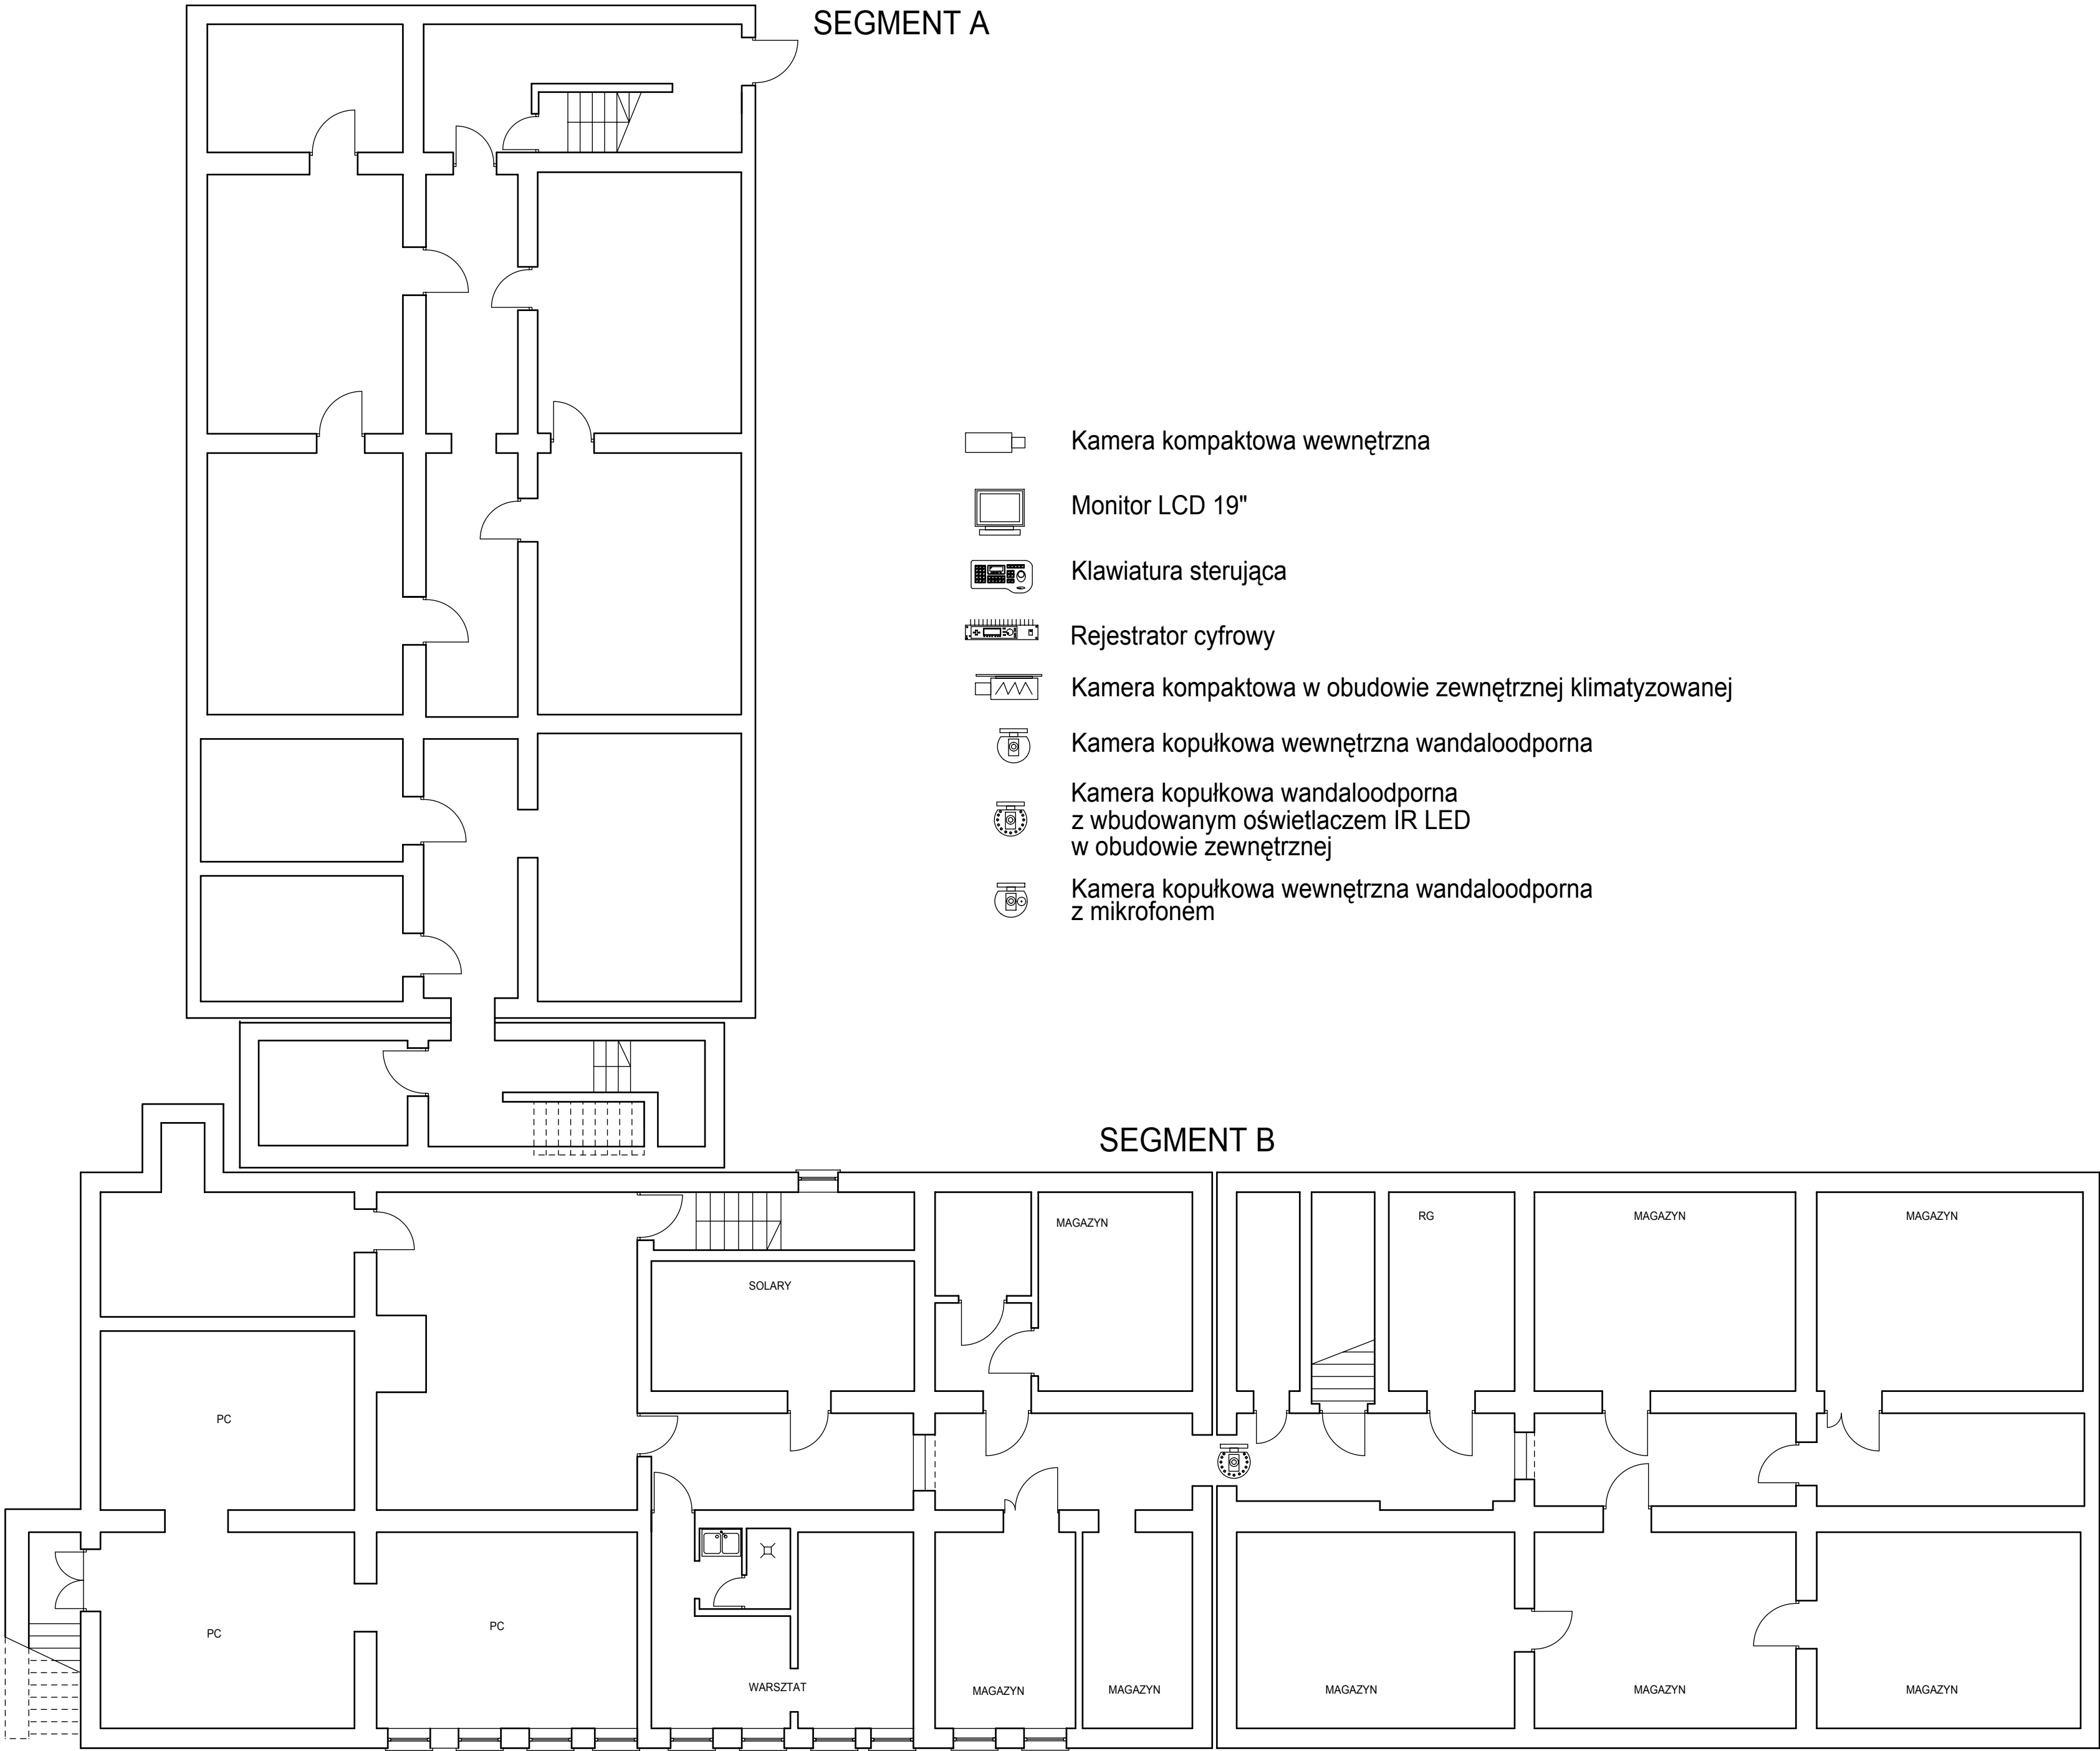 SEGMENT A
Kamera kompaktowa wewnętrzna
Monitor LCD 19"
Klawiatura sterująca
Rejestrator cyfrowy
Kamera kompaktowa w obudowie zewnętrznej klimatyzowanej
Kamera kopułkowa wewnętrzna wandaloodporna
Kamera kopułkowa wandaloodporna
z wbudowanym oświetlaczem IR LED
w obudowie zewnętrznej
Kamera kopułkowa wewnętrzna wandaloodporna
z mikrofonem
SEGMENT B
MAGAZYN
RG
MAGAZYN
MAGAZYN
SOLARY
PC
PC
PC
WARSZTAT
MAGAZYN
MAGAZYN
MAGAZYN
MAGAZYN
MAGAZYN